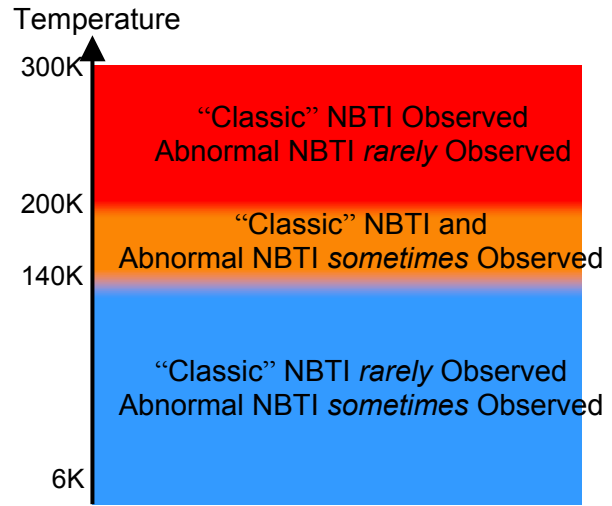 Temperature
300K
“Classic” NBTI Observed
Abnormal NBTI rarely Observed
200K
“Classic” NBTI and
Abnormal NBTI sometimes Observed
140K
“Classic” NBTI rarely Observed
Abnormal NBTI sometimes Observed
6K